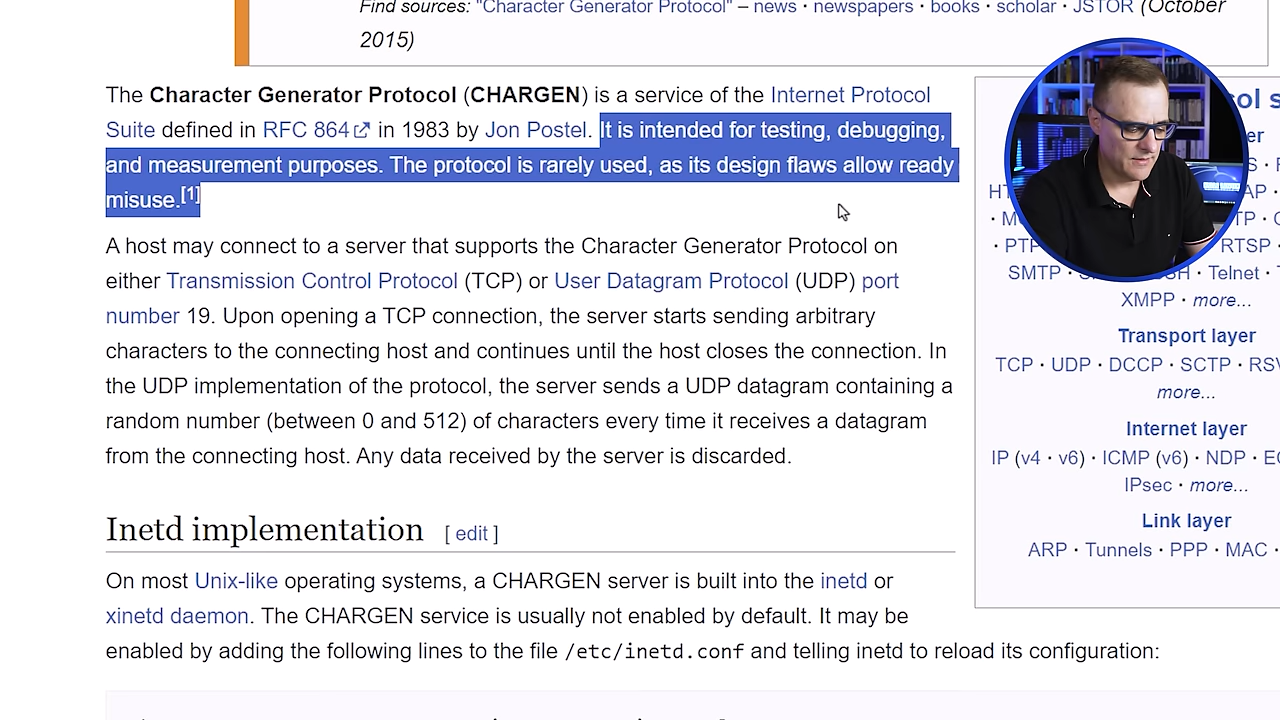 Find sources: "Character Generator Protocol" – news · newspapers · books · scholar · JSTOR (October
2015)
The Character Generator Protocol (CHARGEN) is a service of the Internet Protocol
Suite defined in RFC 864 in 1983 by Jon Postel. It is intended for testing, debugging,
and measurement purposes. The protocol is rarely used, as its design flaws allow ready
misuse.[1]
A host may connect to a server that supports the Character Generator Protocol on
either Transmission Control Protocol (TCP) or User Datagram Protocol (UDP) port
number 19. Upon opening a TCP connection, the server starts sending arbitrary
characters to the connecting host and continues until the host closes the connection. In
the UDP implementation of the protocol, the server sends a UDP datagram containing a
random number (between 0 and 512) of characters every time it receives a datagram
from the connecting host. Any data received by the server is discarded.
Inetd implementation [ edit ]
On most Unix-like operating systems, a CHARGEN server is built into the inetd or
xinetd daemon. The CHARGEN service is usually not enabled by default. It may be
enabled by adding the following lines to the file /etc/inetd.conf and telling inetd to reload its configuration:
· PTP RTSP ·
SMTP · · Telnet ·
XMPP · more...
Transport layer
TCP · UDP · DCCP · SCTP ·
more...
Internet layer
IP (v4 · v6) · ICMP (v6) · NDP ·
IPsec · more...
Link layer
ARP · Tunnels · PPP · MAC ·